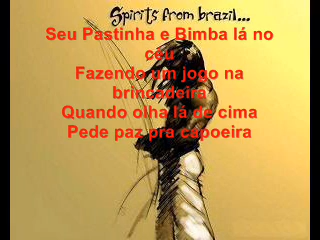 Spirits from brazil...
Seu Pastinha e Bimba lá no
ceu
Fazendo um jogo na
brincadeira
Quando olha lá de cima
Pede paz pra capoeira